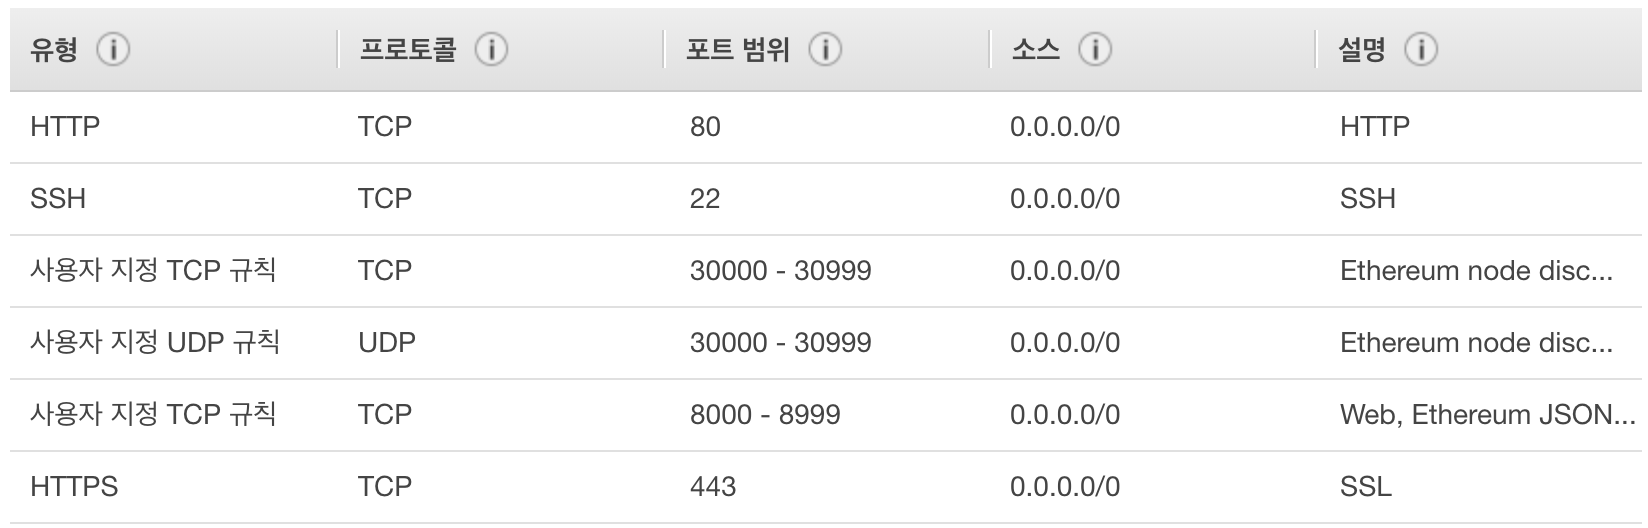 유형 프로토콜 포트 범위 소스 설명
HTTP TCP 80 0.0.0.0/0 HTTP
SSH TCP 22 0.0.0.0/0 SSH
사용자 지정 TCP 규칙 TCP 30000 - 30999 0.0.0.0/0 Ethereum node disc...
사용자 지정 UDP 규칙 UDP 30000 - 30999 0.0.0.0/0 Ethereum node disc...
사용자 지정 TCP 규칙 TCP 8000 - 8999 0.0.0.0/0 Web, Ethereum JSON...
HTTPS TCP 443 0.0.0.0/0 SSL